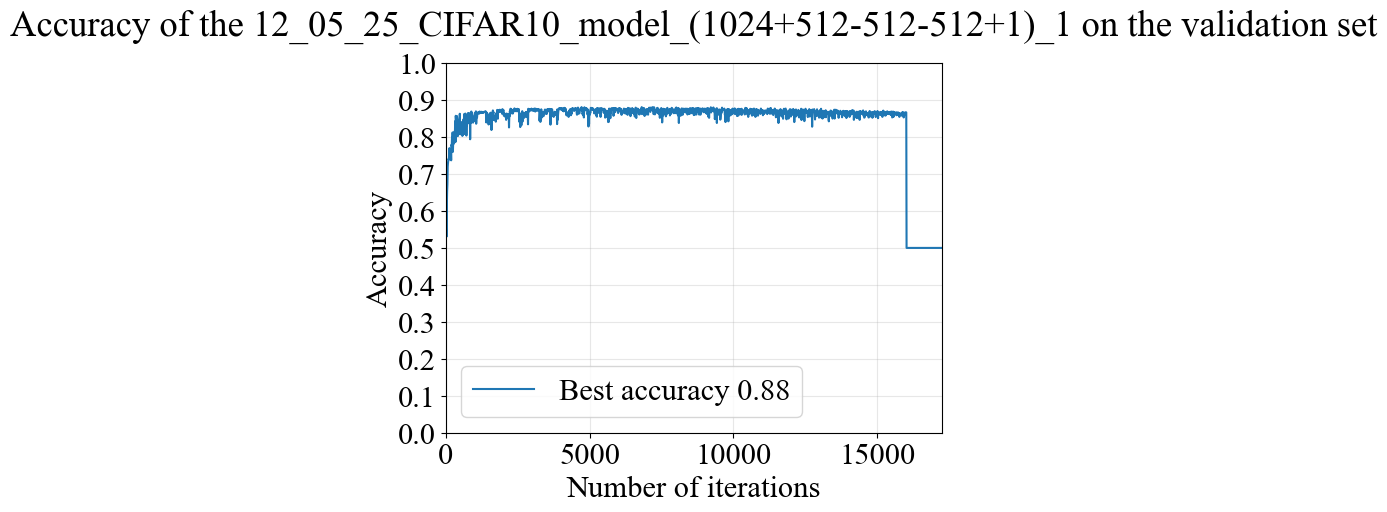 Accuracy of the 12_05_25_CIFAR10_model_(1024+512-512-512+1)_1 on the validation set
1.0
0.9
0.8
0.7
0.6
0.5
0.4
0.3
0.2
0.1
0.0
Accuracy
Best accuracy 0.88
0 5000 10000 15000
Number of iterations